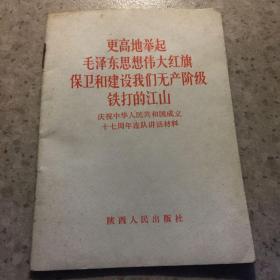 更高地举起
毛泽东思想伟大红旗
保卫和建设我们无产阶级
铁打的江山
庆祝中华人民共和国成立
十七周年连队讲话材料
陕西人民出版社